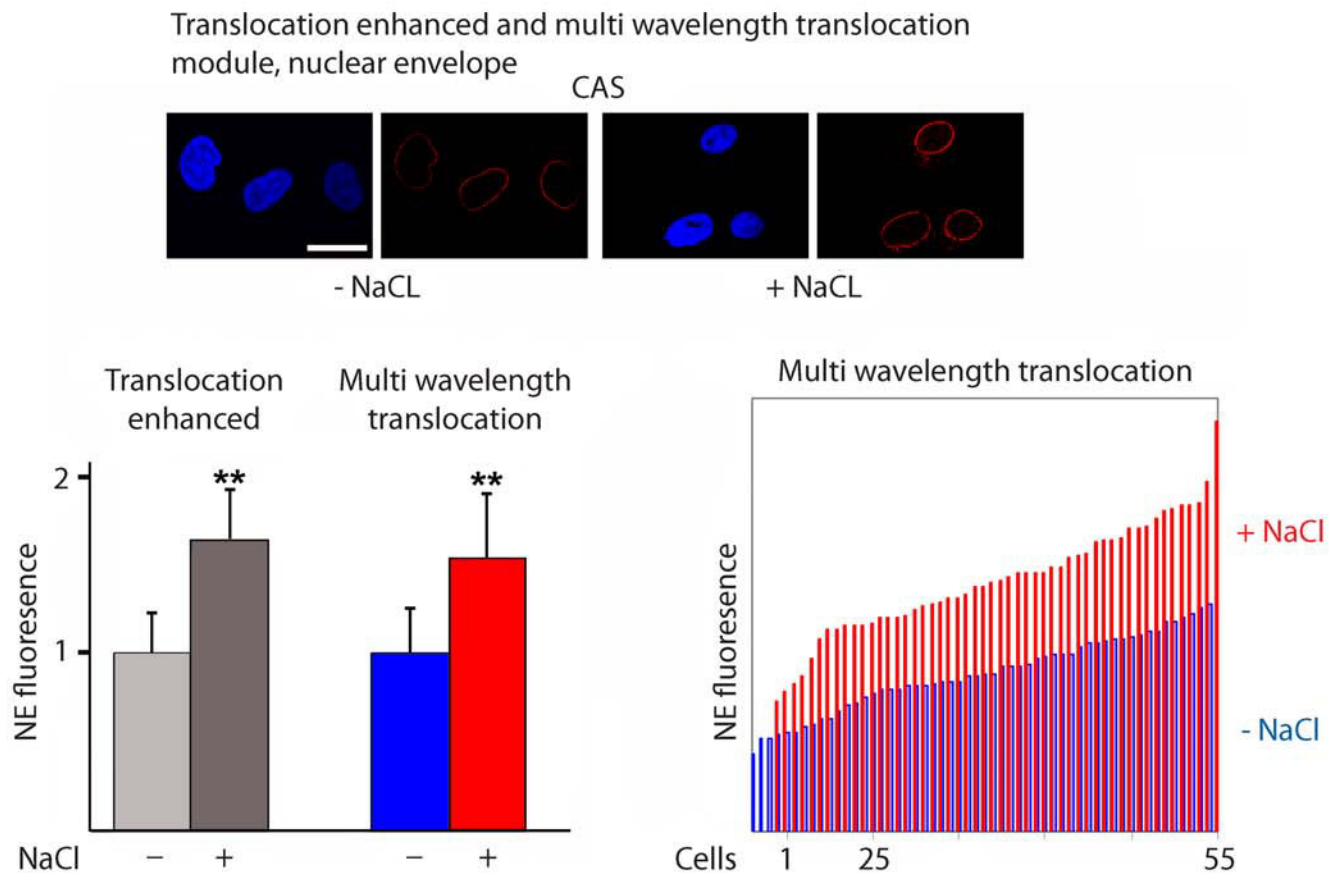 Translocation enhanced and multi wavelength translocation
module, nuclear envelope
CAS
- NaCL
+ NaCL
Translocation
enhanced
Multi wavelength
translocation
2
1
**
**
NE fluoresence
NaCl
−
+
−
+
Multi wavelength translocation
NE fluoresence
+ NaCl
- NaCl
Cells
1
25
55